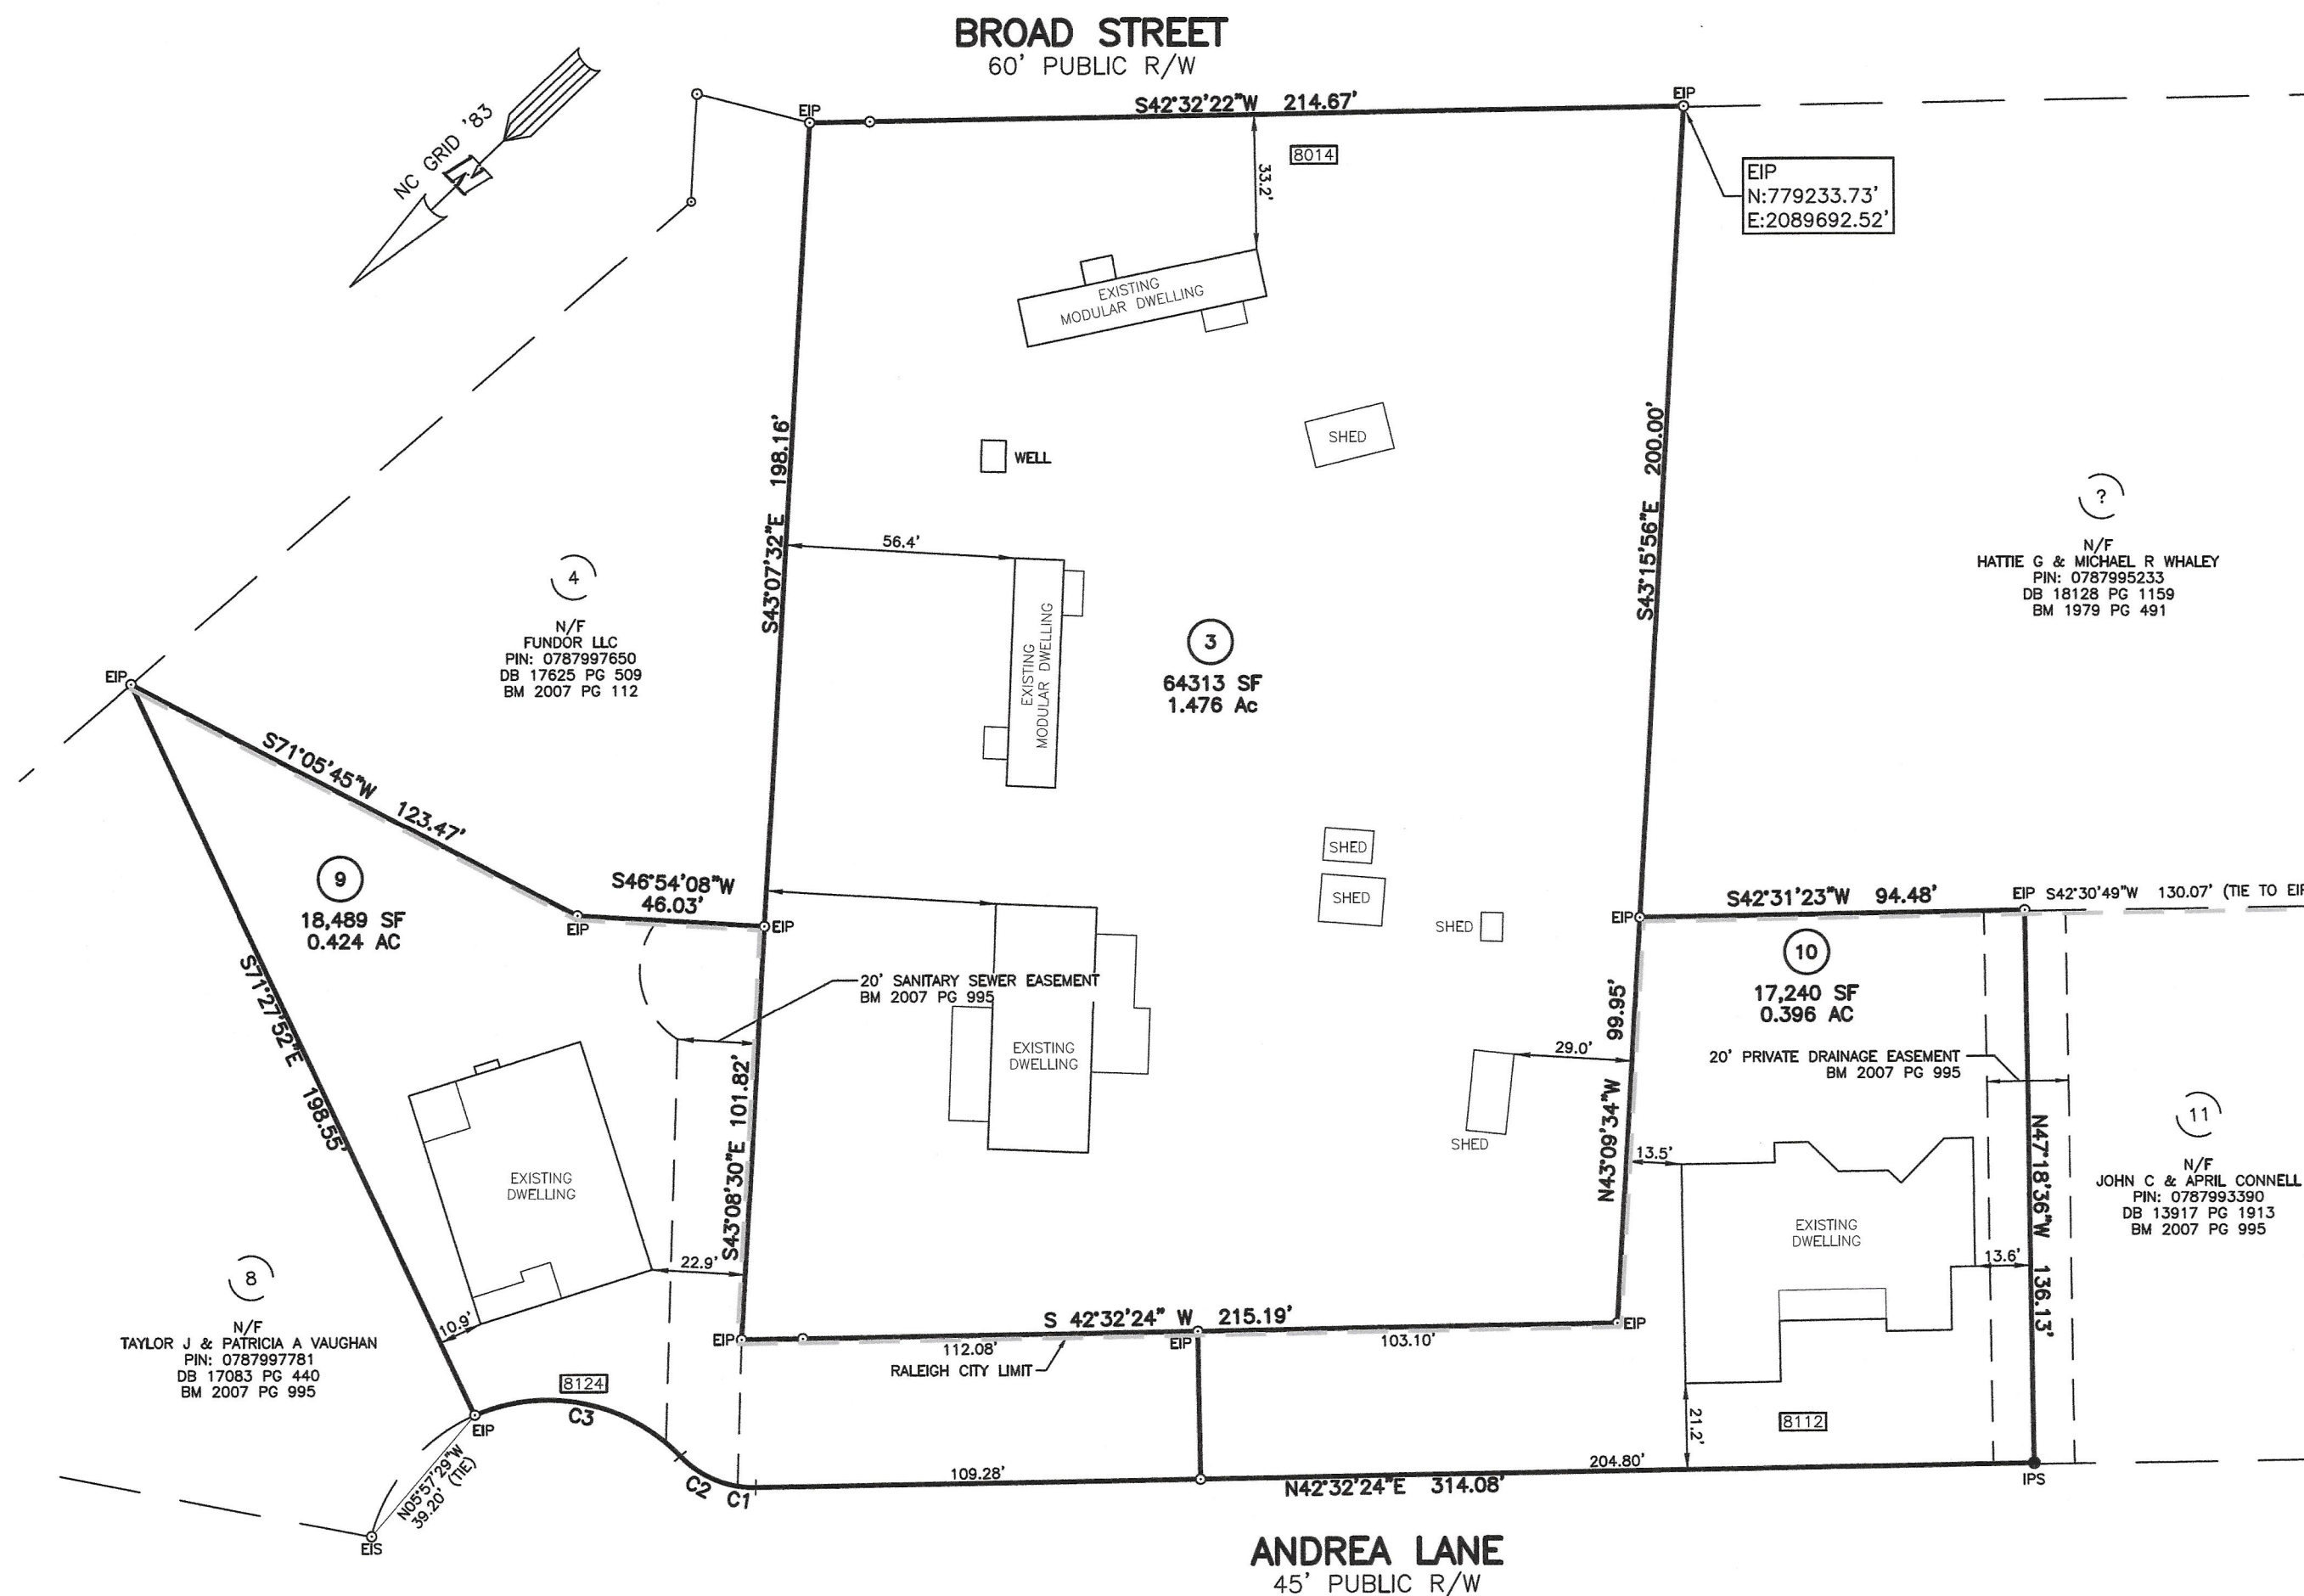 BROAD STREET
60' PUBLIC R/W
NC GRID '83
N
EIP
S42°32'22"W 214.67'
EIP
8014
33.2'
EIP
N:779233.73'
E:2089692.52'
EXISTING
MODULAR DWELLING
SHED
WELL
S43°07'32"E 198.16'
S43°15'56"E 200.00'
56.4'
EXISTING
MODULAR DWELLING
3
64313 SF
1.476 Ac
4
N/F
FUNDOR LLC
PIN: 0787997650
DB 17625 PG 509
BM 2007 PG 112
?
N/F
HATTIE G & MICHAEL R WHALEY
PIN: 0787995233
DB 18128 PG 1159
BM 1979 PG 491
EIP
S71°05'45"W 123.47'
9
18,489 SF
0.424 AC
S46°54'08"W
46.03'
EIP
EIP
SHED
SHED
SHED
EIP
S42°31'23"W 94.48'
EIP
S42°30'49"W 130.07' (TIE TO EIP
10
17,240 SF
0.396 AC
20' SANITARY SEWER EASEMENT
BM 2007 PG 995
S71°27'52"E 198.55'
S43°08'30"E 101.82'
EXISTING
DWELLING
EXISTING
DWELLING
29.0'
SHED
N43°09'34"W 99.95'
20' PRIVATE DRAINAGE EASEMENT
BM 2007 PG 995
13.5'
EXISTING
DWELLING
13.6'
N47°18'36"W 136.13'
11
N/F
JOHN C & APRIL CONNELL
PIN: 0787993390
DB 13917 PG 1913
BM 2007 PG 995
22.9'
10.9'
8
N/F
TAYLOR J & PATRICIA A VAUGHAN
PIN: 0787997781
DB 17083 PG 440
BM 2007 PG 995
EIP
S 42°32'24" W 215.19'
EIP
112.08'
EIP
103.10'
RALEIGH CITY LIMIT
8124
C3
EIP
N05°57'29"W
39.20' (TIE)
EIS
C2
C1
109.28'
21.2'
8112
204.80'
N42°32'24"E 314.08'
IPS
ANDREA LANE
45' PUBLIC R/W